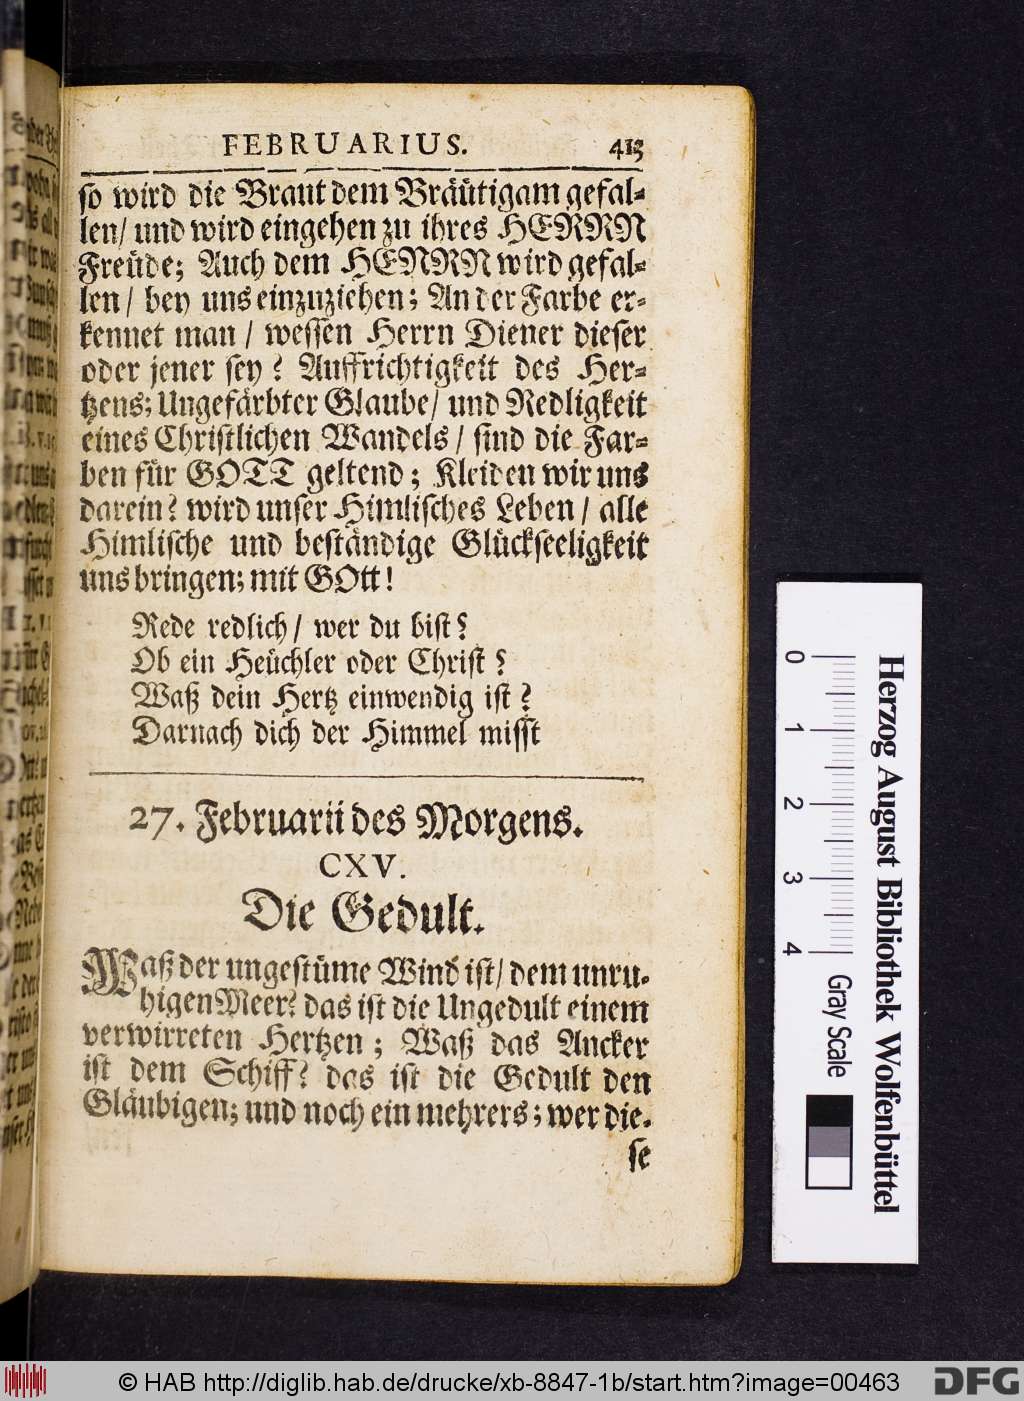 FEBRUARIUS. 413
so wird die Braut dem Bräütigam gefal-
len/ und wird eingehen zu ihres HERRN
Freüde; Auch dem HERNRN wird gefal-
len/ bey uns einzuziehen; An der Farbe er-
kennet man / wessen Herrn Diener dieser
oder jener sey? Auffrichtigkeit des Her-
tzens; Ungefärbter Glaube/ und Redligkeit
eines Christlichen Wandels / sind die Far-
ben für GOTT geltend; Kleiden wir uns
darein? wird unser Himlisches Leben / alle
Himlische und beständige Glückseeligkeit
uns bringen; mit GOtt!
Rede redlich/ wer du bist?
Ob ein Heüchler oder Christ?
Waß dein Hertz einwendig ist?
Darnach dich der Himmel misst
27. Februarii des Morgens.
CXV.
Die Gedult.
Waß der ungestüme Wind ist/ dem unru-
higen Meer? das ist die Ungedult einem
verwirreten Hertzen; Waß das Ancker
ist dem Schiff? das ist die Gedult den
Gläubigen; und noch ein mehrers; wer die-
se
0 1 2 3 4
Gray Scale
Herzog August Bibliothek Wolfenbüttel
© HAB http://diglib.hab.de/drucke/xb-8847-1b/start.htm?image=00463
DFG